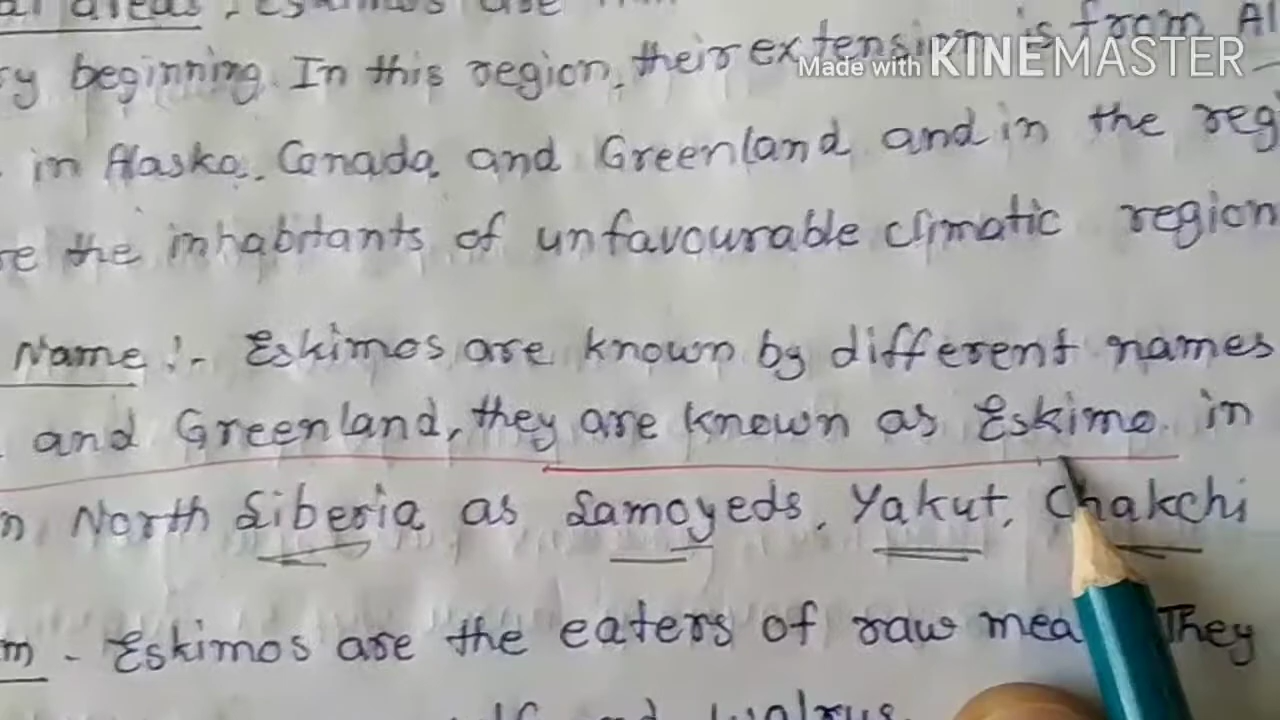 beginning. In this region, their extension is from Al
Made with KINEMASTER
in Alaska, Canada, and Greenland and in the reg
the inhabitants of unfavourable climatic region
Name :- Eskimos are known by different names
and Greenland, they are known as Eskimo. in
North Siberia as Samoyeds, Yakut, Chakchi
Eskimos are the eaters of raw mea They
and walrus.